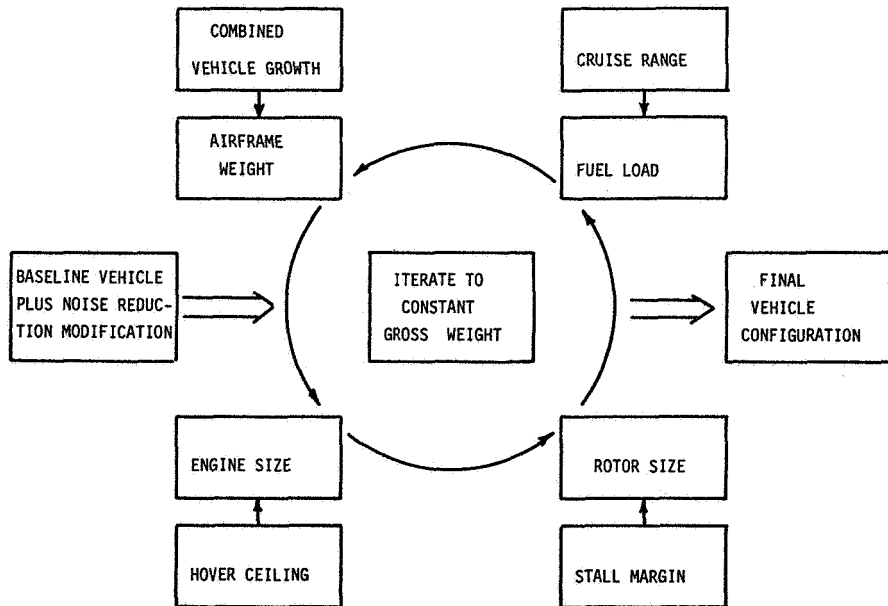 COMBINED
VEHICLE GROWTH
CRUISE RANGE
AIRFRAME
WEIGHT
FUEL LOAD
BASELINE VEHICLE
PLUS NOISE REDUC-
TION MODIFICATION
ITERATE TO
CONSTANT
GROSS WEIGHT
FINAL
VEHICLE
CONFIGURATION
ENGINE SIZE
ROTOR SIZE
HOVER CEILING
STALL MARGIN